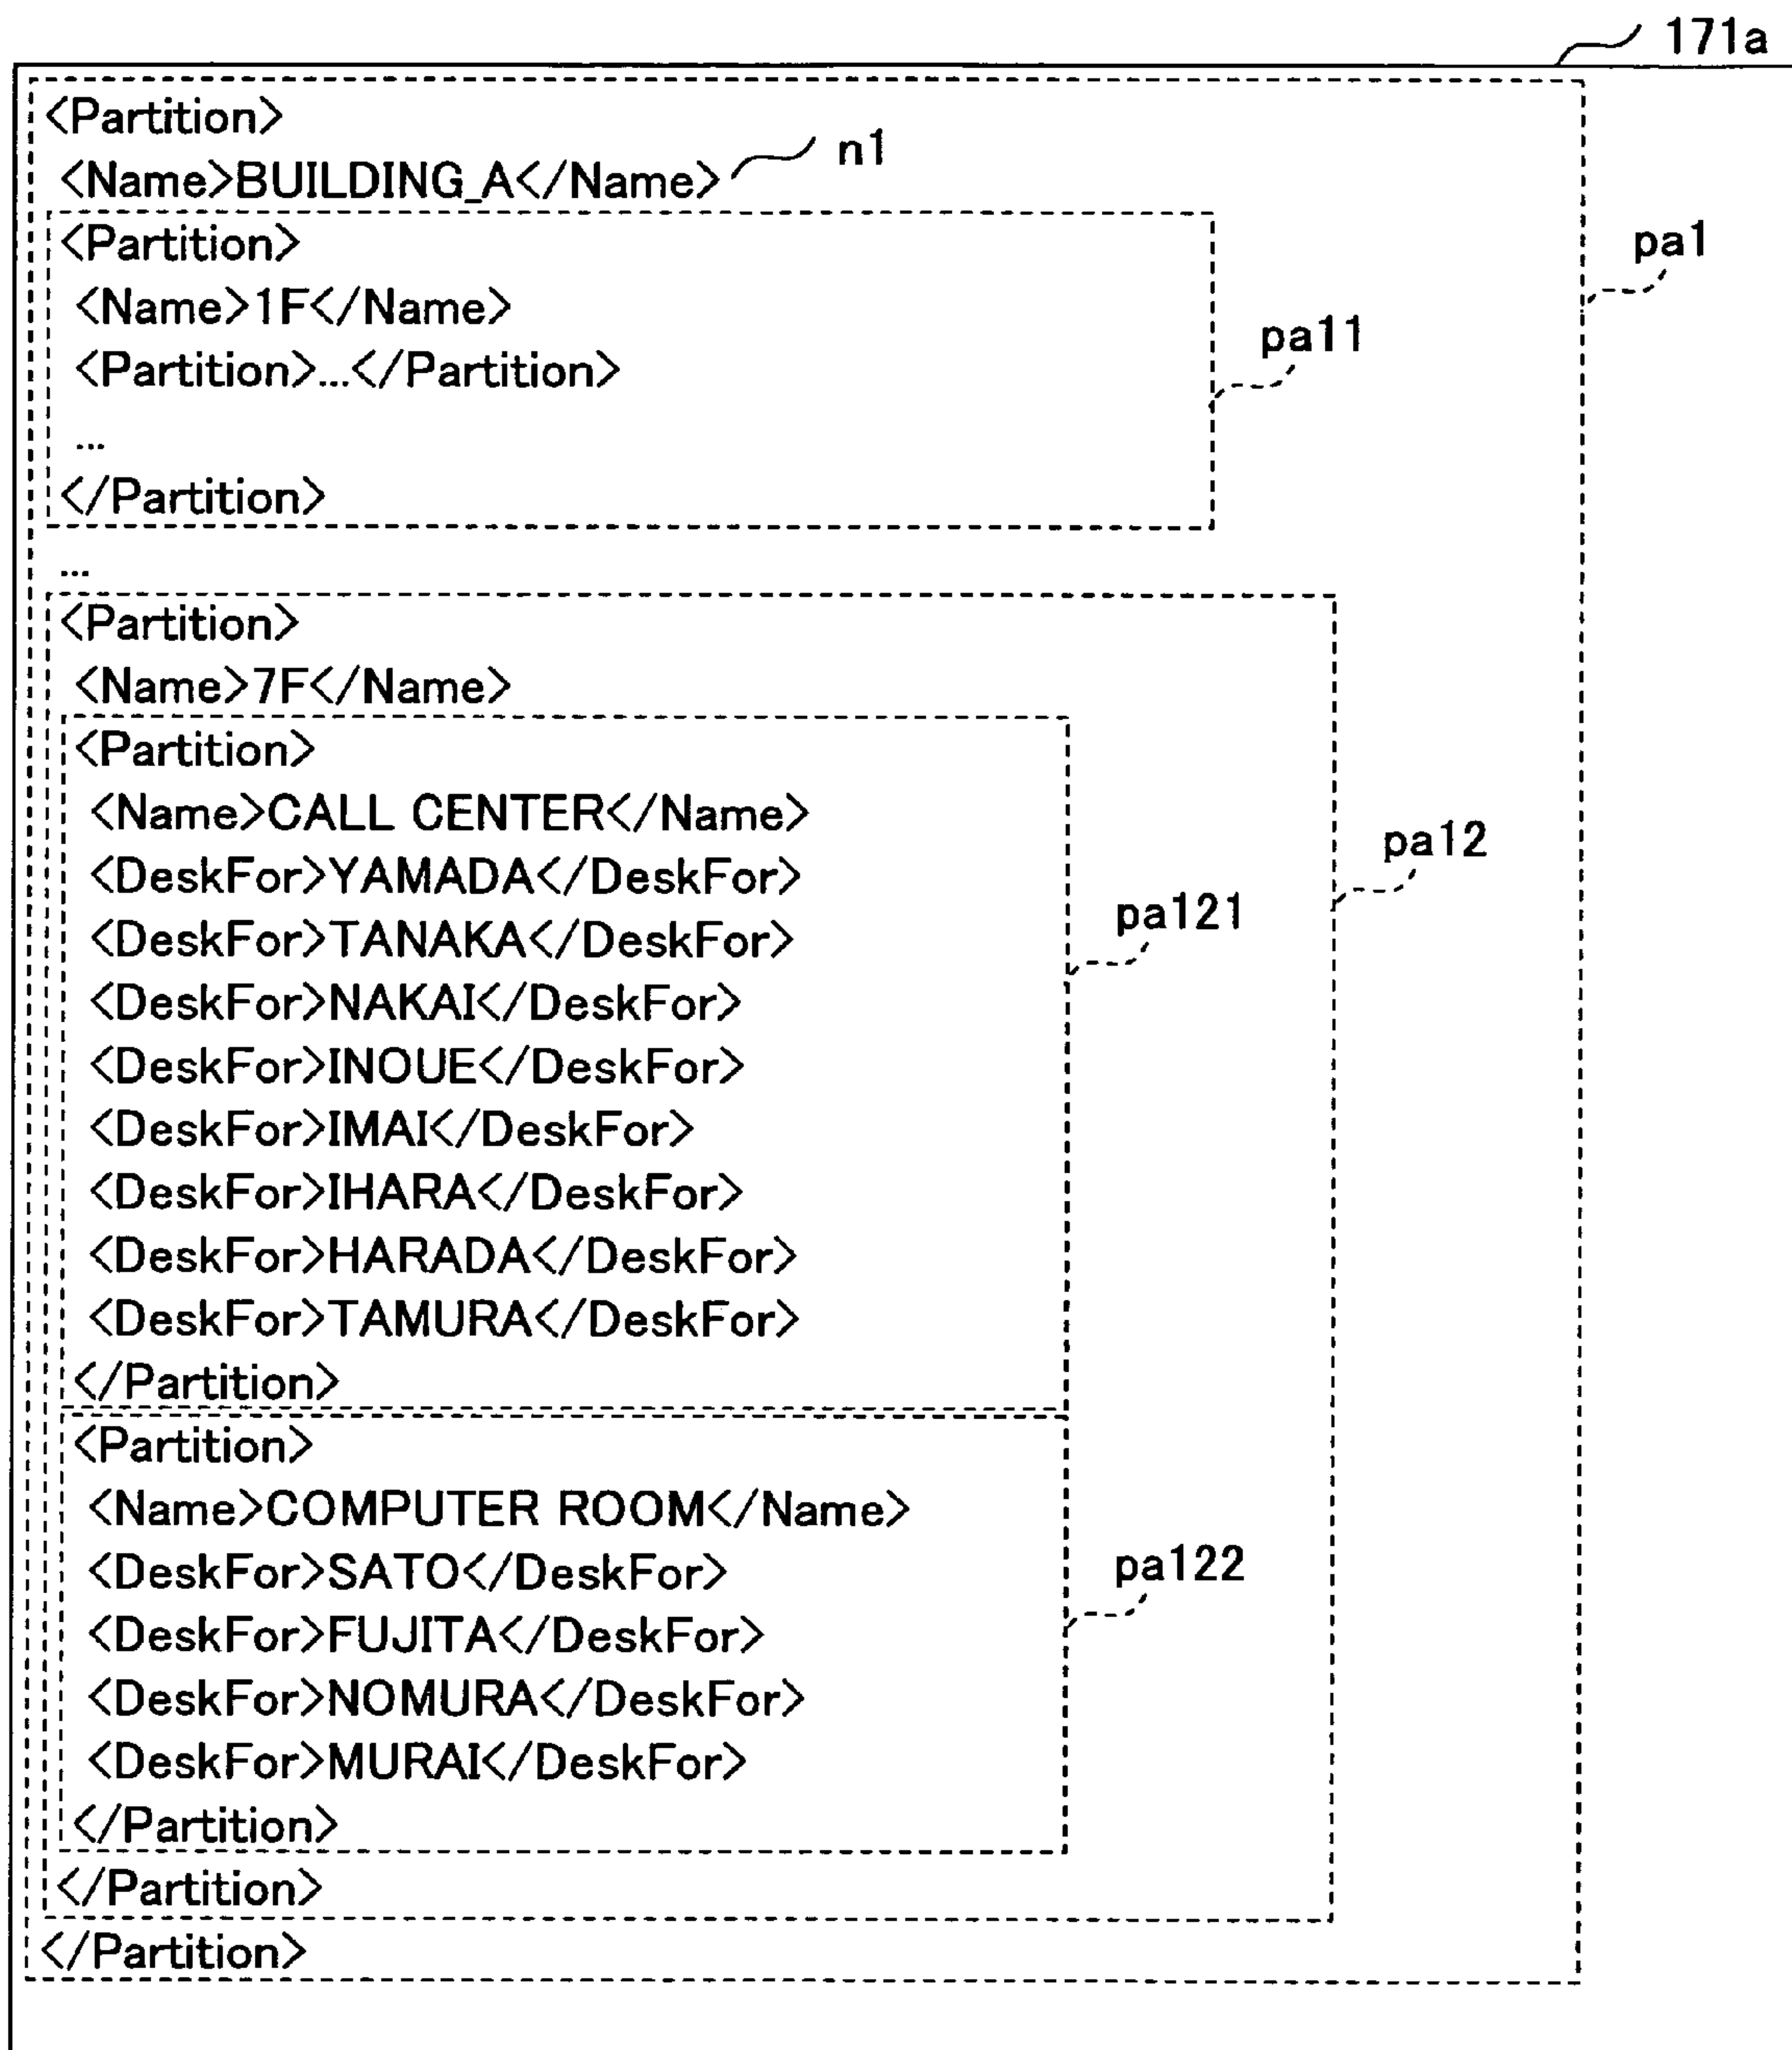 171a
<Partition>
<Name>BUILDING_A</Name>
n1
<Partition>
pa1
<Name>1F</Name>
pa11
<Partition>...</Partition>
...
</Partition>
...
<Partition>
<Name>7F</Name>
<Partition>
<Name>CALL CENTER</Name>
pa12
<DeskFor>YAMADA</DeskFor>
pa121
<DeskFor>TANAKA</DeskFor>
<DeskFor>NAKAI</DeskFor>
<DeskFor>INOUE</DeskFor>
<DeskFor>IMAI</DeskFor>
<DeskFor>IHARA</DeskFor>
<DeskFor>HARADA</DeskFor>
<DeskFor>TAMURA</DeskFor>
</Partition>
<Partition>
<Name>COMPUTER ROOM</Name>
<DeskFor>SATO</DeskFor>
pa122
<DeskFor>FUJITA</DeskFor>
<DeskFor>NOMURA</DeskFor>
<DeskFor>MURAI</DeskFor>
</Partition>
</Partition>
</Partition>